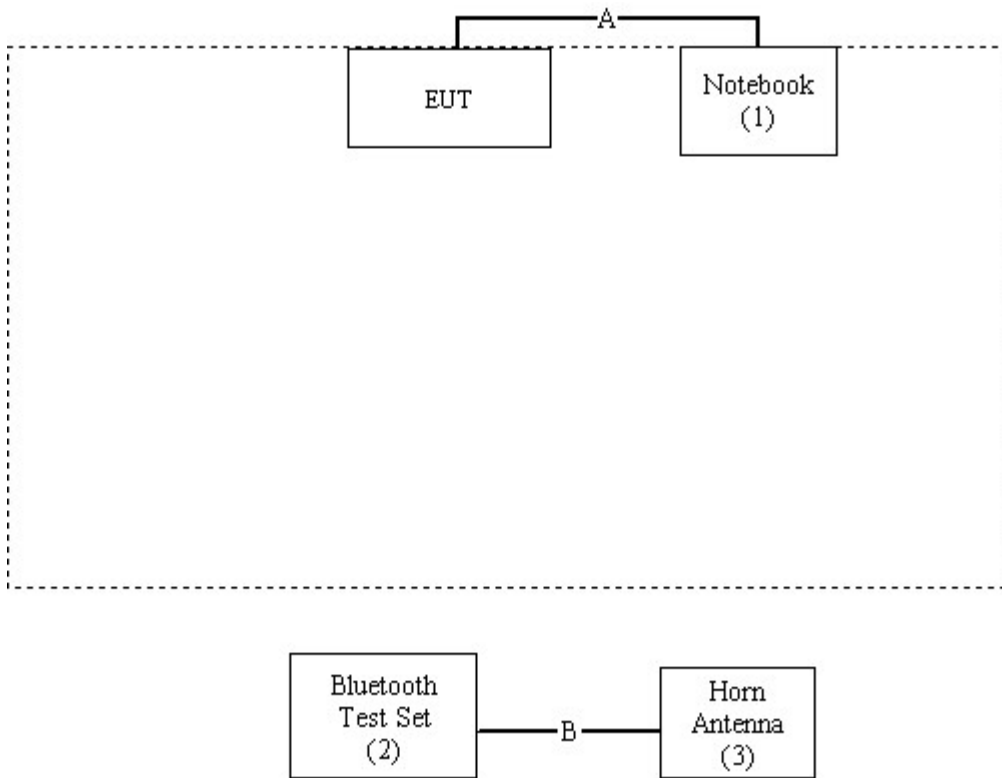 A
EUT
Notebook
(1)
Bluetooth
Test Set
(2)
B
Horn
Antenna
(3)